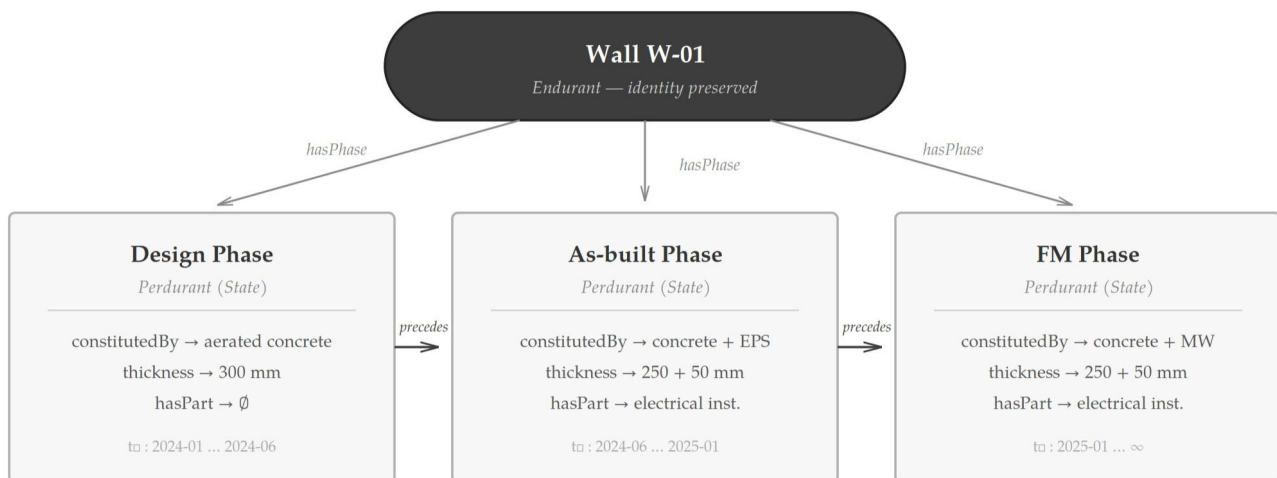 Wall W-01
Endurant — identity preserved
hasPhase
hasPhase
hasPhase
Design Phase
Perdurant (State)
constitutedBy → aerated concrete
thickness → 300 mm
hasPart → ∅
t□ : 2024-01 ... 2024-06
precedes
As-built Phase
Perdurant (State)
constitutedBy → concrete + EPS
thickness → 250 + 50 mm
hasPart → electrical inst.
t□ : 2024-06 ... 2025-01
precedes
FM Phase
Perdurant (State)
constitutedBy → concrete + MW
thickness → 250 + 50 mm
hasPart → electrical inst.
t□ : 2025-01 ... ∞